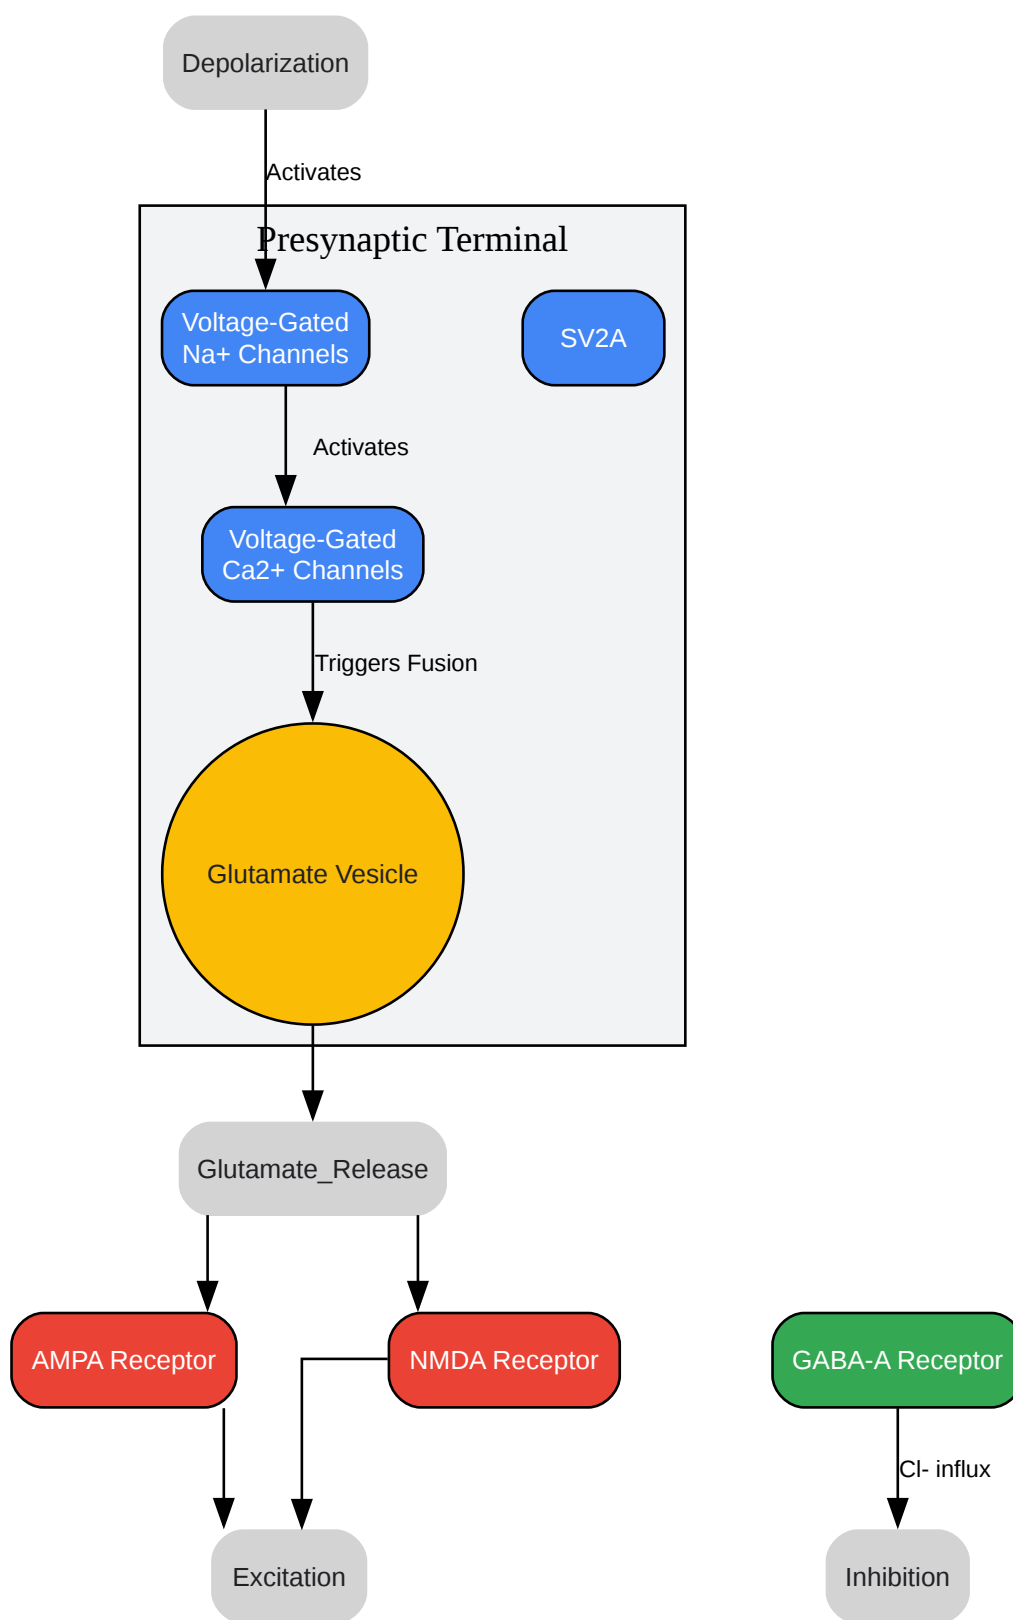 Depolarization
Activates
Presynaptic Terminal
Voltage-Gated
Na+ Channels
SV2A
Activates
Voltage-Gated
Ca2+ Channels
Triggers Fusion
Glutamate Vesicle
Glutamate_Release
AMPA Receptor
NMDA Receptor
GABA-A Receptor
Cl- influx
Excitation
Inhibition